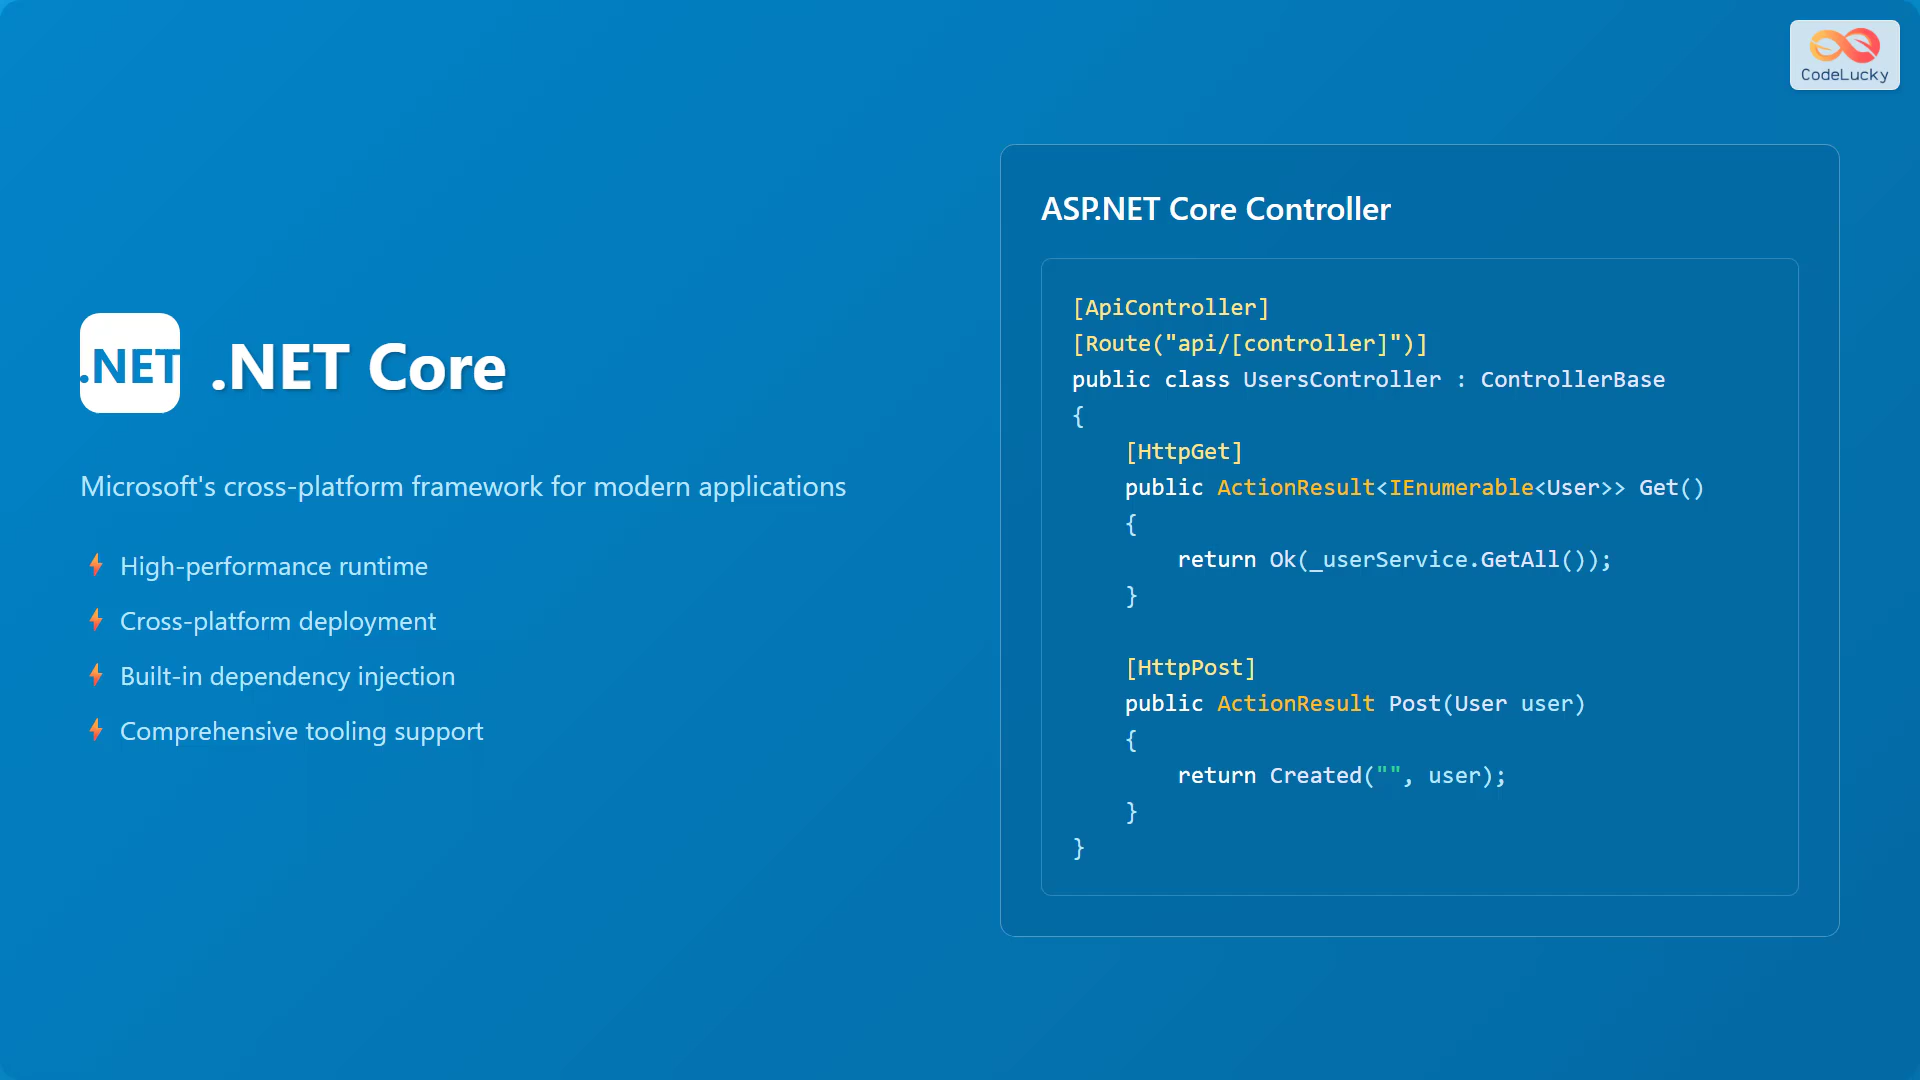 CodeLucky
.NET
.NET Core
Microsoft's cross-platform framework for modern applications
High-performance runtime
Cross-platform deployment
Built-in dependency injection
Comprehensive tooling support
ASP.NET Core Controller
[ApiController]
[Route("api/[controller]")]
public class UsersController : ControllerBase
{
    [HttpGet]
    public ActionResult<IEnumerable<User>> Get()
    {
        return Ok(_userService.GetAll());
    }

    [HttpPost]
    public ActionResult Post(User user)
    {
        return Created("", user);
    }
}